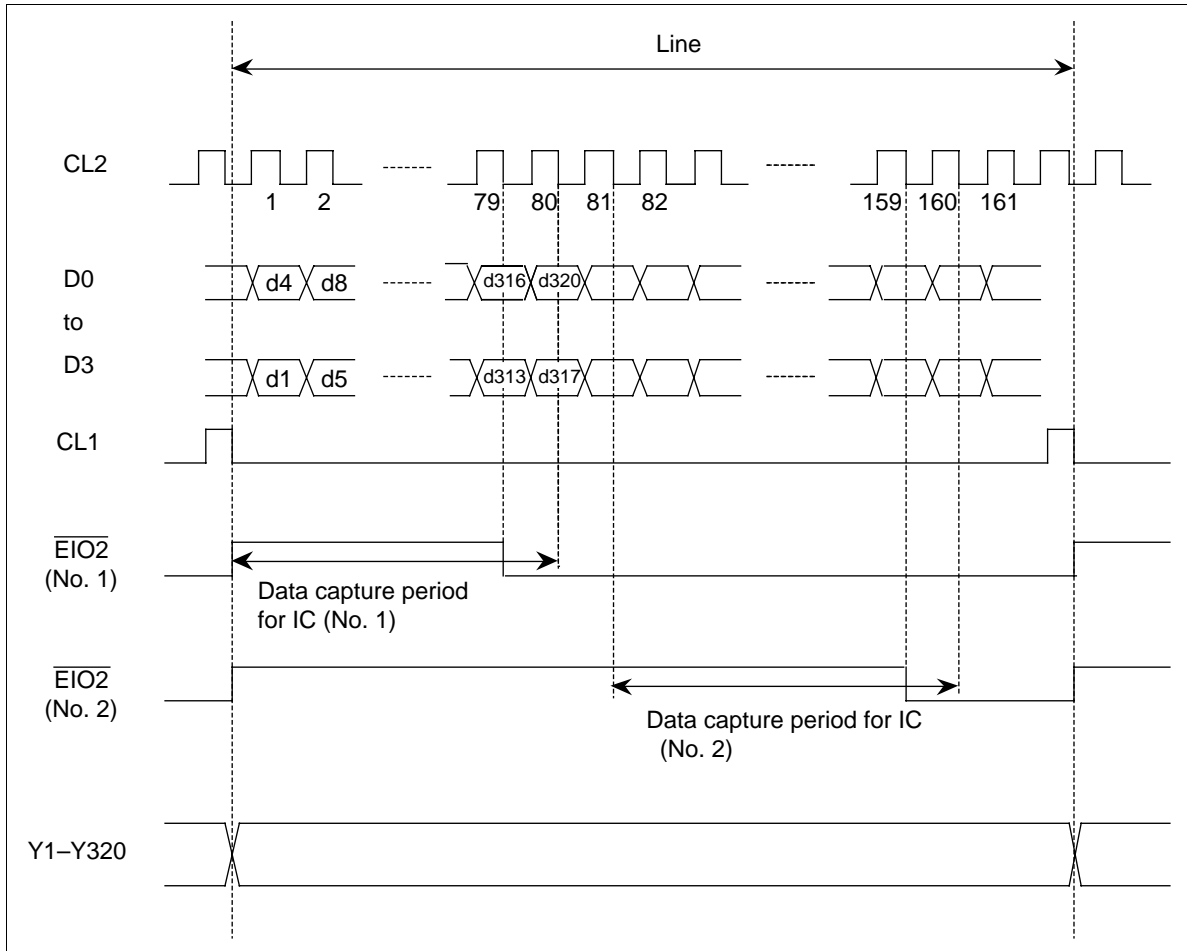 Line
CL2
1 2 79 80 81 82 159 160 161
D0 d4 d8 d316 d320
to
D3 d1 d5 d313 d317
CL1
EIO2
(No. 1)
Data capture period
for IC (No. 1)
EIO2
(No. 2)
Data capture period for IC
(No. 2)
Y1–Y320